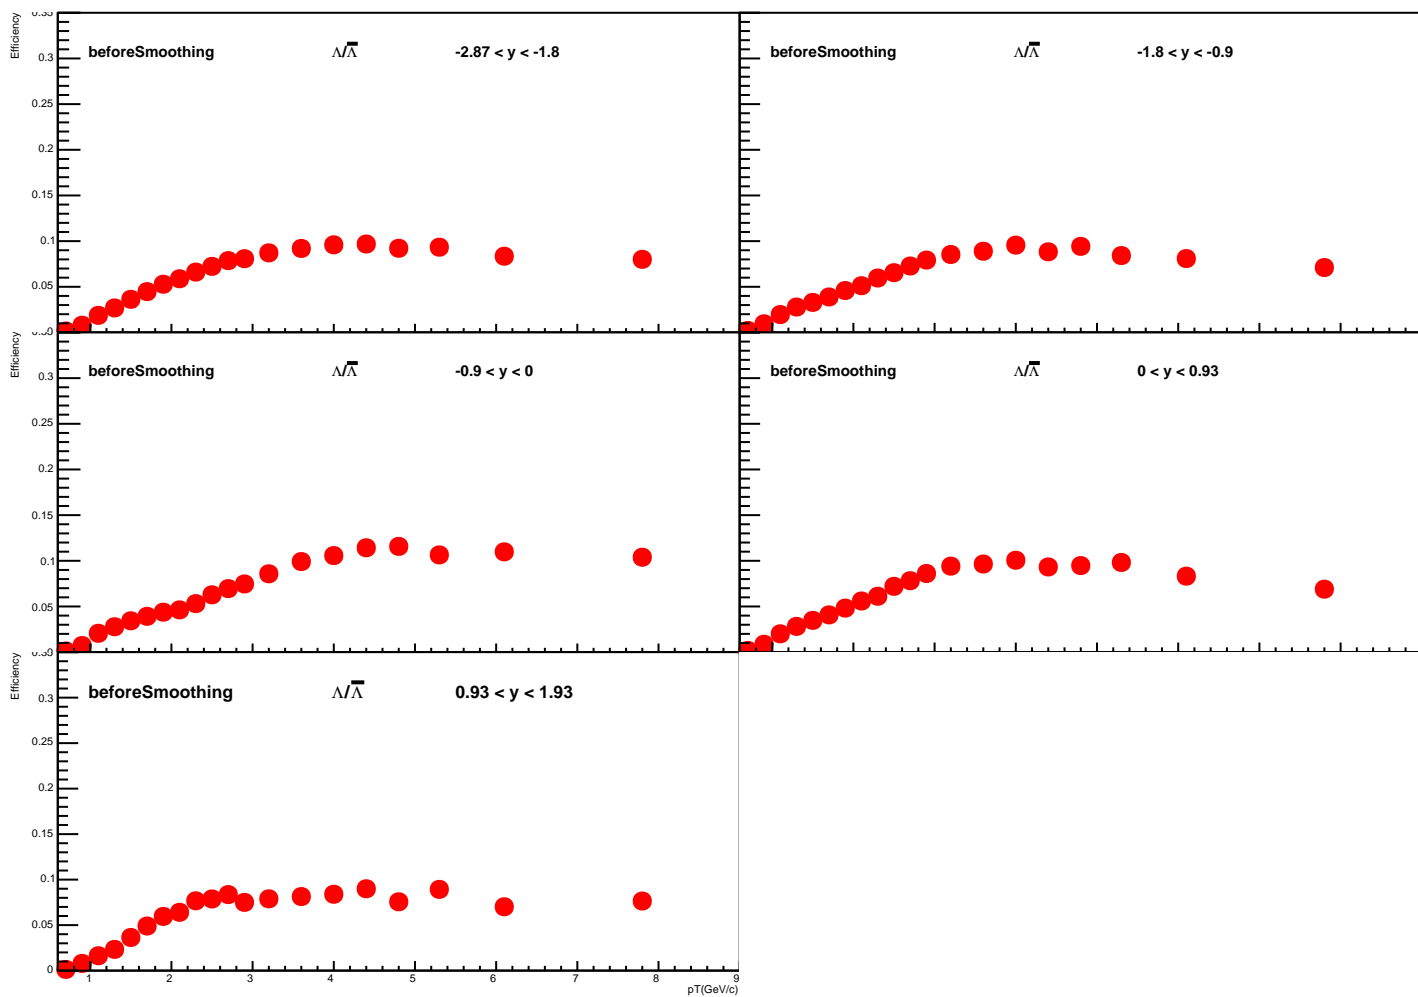 Efficiency
0.35
beforeSmoothing Λ/Λ̅ -2.87 < y < -1.8
0.3
0.25
0.2
0.15
0.1
0.05
beforeSmoothing Λ/Λ̅ -1.8 < y < -0.9
Efficiency
beforeSmoothing Λ/Λ̅ -0.9 < y < 0
0.3
0.25
0.2
0.15
0.1
0.05
beforeSmoothing Λ/Λ̅ 0 < y < 0.93
Efficiency
beforeSmoothing Λ/Λ̅ 0.93 < y < 1.93
0.3
0.25
0.2
0.15
0.1
0.05
0
1 2 3 4 5 6 7 8 9
pT(GeV/c)